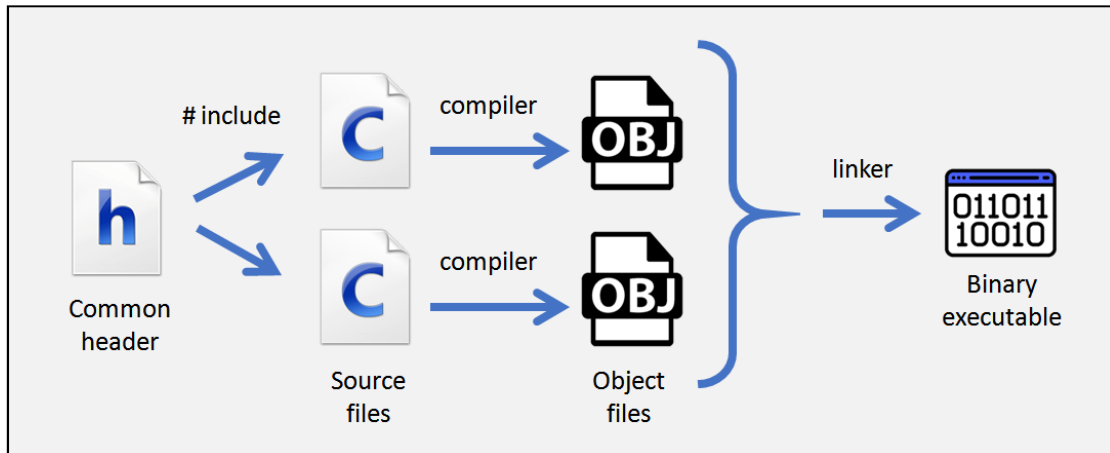 # include
compiler
h
C
OBJ
linker
011011
10010
Common
header
compiler
C
OBJ
Binary
executable
Source
files
Object
files